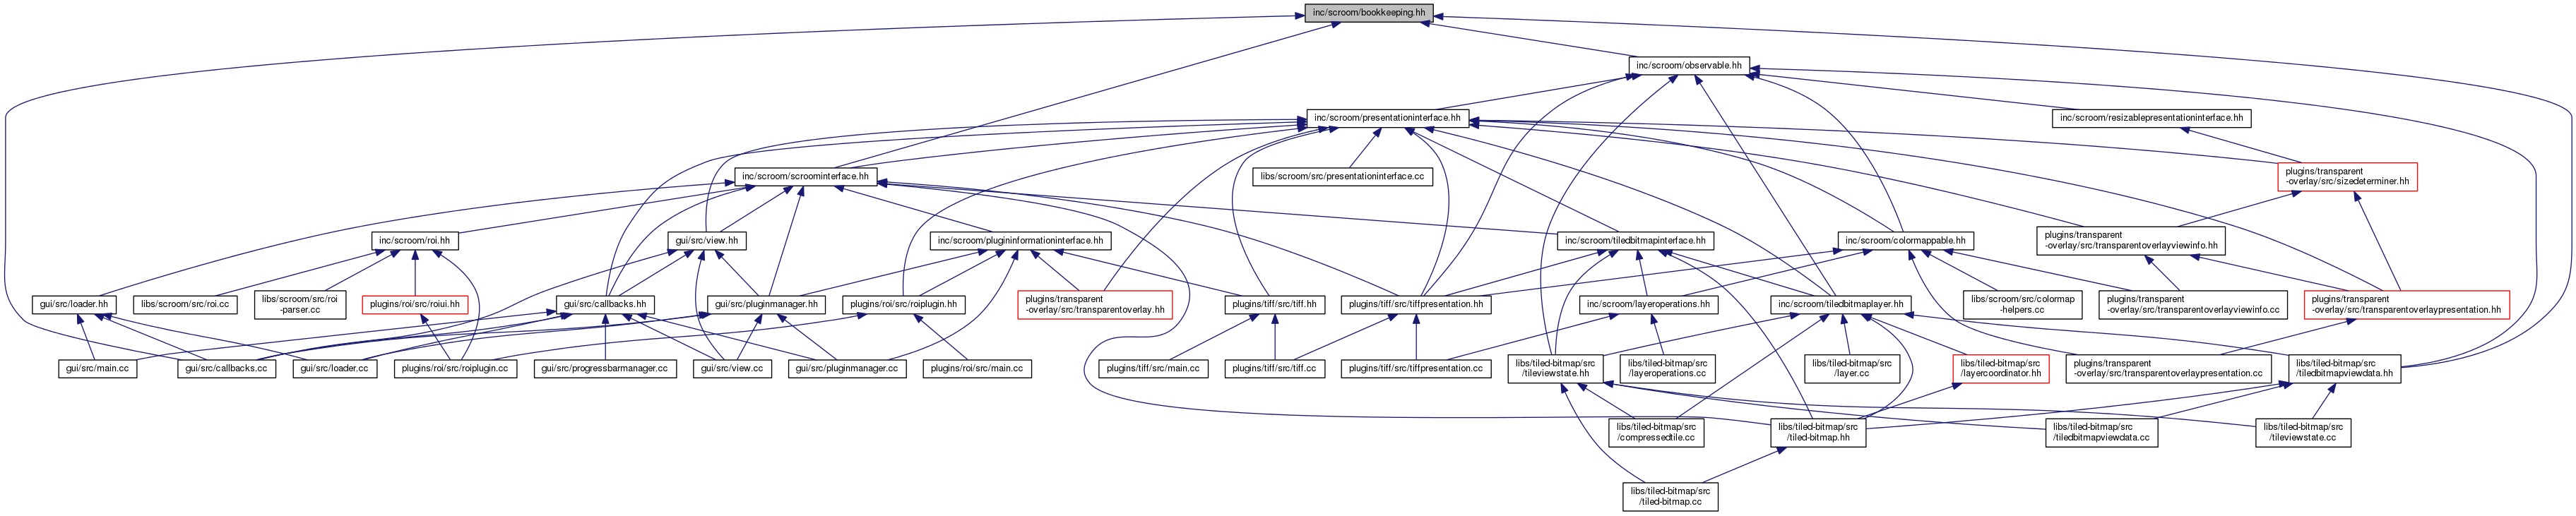 inc/scroom/bookkeeping.hh
inc/scroom/observable.hh
inc/scroom/presentationinterface.hh
inc/scroom/resizablepresentationinterface.hh
inc/scroom/scroominterface.hh
libs/scroom/src/presentationinterface.cc
plugins/transparent
-overlay/src/sizedeterminer.hh
inc/scroom/roi.hh
gui/src/view.hh
inc/scroom/plugininformationinterface.hh
inc/scroom/tiledbitmapinterface.hh
inc/scroom/colormappable.hh
plugins/transparent
-overlay/src/transparentoverlayviewinfo.hh
gui/src/loader.hh
libs/scroom/src/roi.cc
libs/scroom/src/roi
-parser.cc
plugins/roi/src/roiui.hh
gui/src/callbacks.hh
gui/src/pluginmanager.hh
plugins/roi/src/roiplugin.hh
plugins/transparent
-overlay/src/transparentoverlay.hh
plugins/tiff/src/tiff.hh
plugins/tiff/src/tiffpresentation.hh
inc/scroom/layeroperations.hh
inc/scroom/tiledbitmaplayer.hh
libs/scroom/src/colormap
-helpers.cc
plugins/transparent
-overlay/src/transparentoverlayviewinfo.cc
plugins/transparent
-overlay/src/transparentoverlaypresentation.hh
gui/src/main.cc
gui/src/callbacks.cc
gui/src/loader.cc
plugins/roi/src/roiplugin.cc
gui/src/progressbarmanager.cc
gui/src/view.cc
gui/src/pluginmanager.cc
plugins/roi/src/main.cc
plugins/tiff/src/main.cc
plugins/tiff/src/tiff.cc
plugins/tiff/src/tiffpresentation.cc
libs/tiled-bitmap/src
/tileviewstate.hh
libs/tiled-bitmap/src
/layeroperations.cc
libs/tiled-bitmap/src
/layer.cc
libs/tiled-bitmap/src
/layercoordinator.hh
plugins/transparent
-overlay/src/transparentoverlaypresentation.cc
libs/tiled-bitmap/src
/tiledbitmapviewdata.hh
libs/tiled-bitmap/src
/compressedtile.cc
libs/tiled-bitmap/src
/tiled-bitmap.hh
libs/tiled-bitmap/src
/tiledbitmapviewdata.cc
libs/tiled-bitmap/src
/tileviewstate.cc
libs/tiled-bitmap/src
/tiled-bitmap.cc